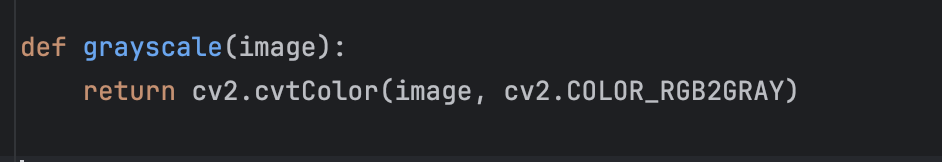 def grayscale(image):
    return cv2.cvtColor(image, cv2.COLOR_RGB2GRAY)